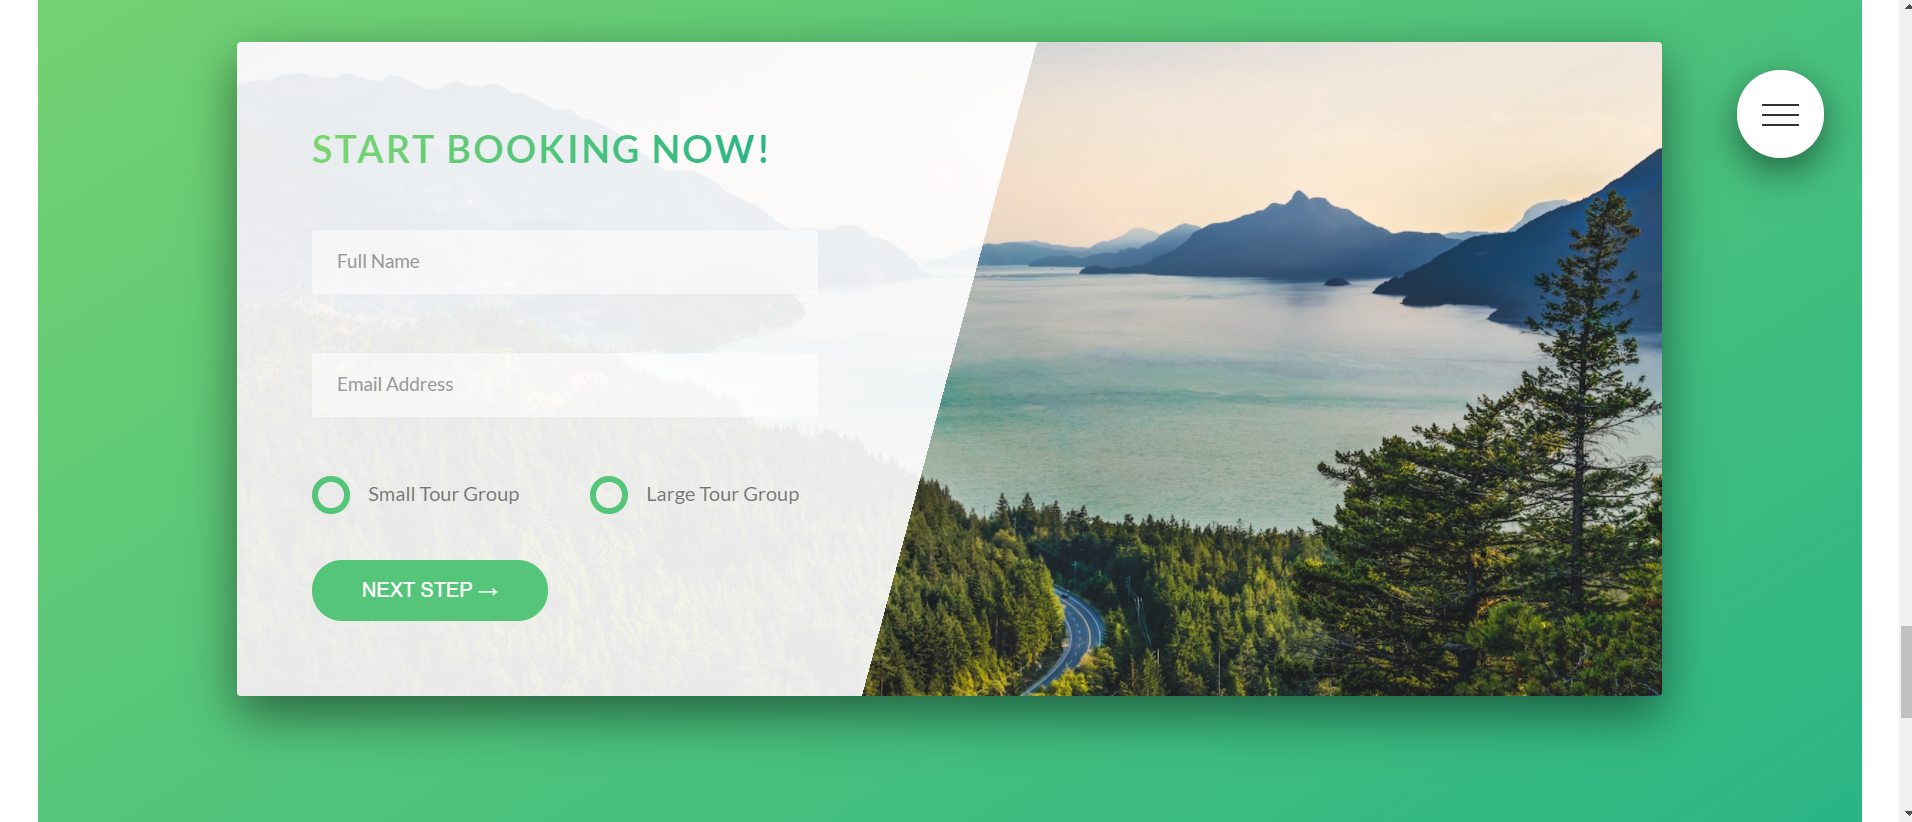 START BOOKING NOW!
Full Name
Email Address
Small Tour Group
Large Tour Group
NEXT STEP →